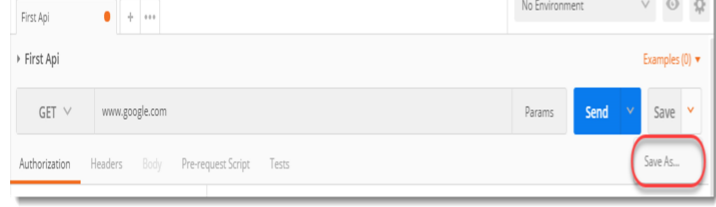 No Environment
First Api
+ •••
First Api
Examples (0)
GET www.google.com Params Send Save
Authorization Headers Body Pre-request Script Tests Save As...